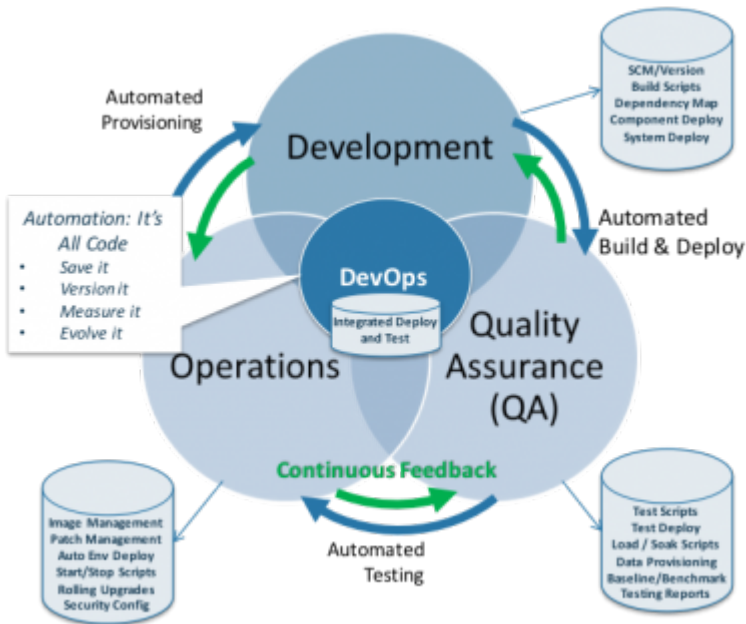 SCM/Version
Build Scripts
Dependency Map
Component Deploy
System Deploy
Automated
Provisioning
Development
Automation: It's
All Code
• Save it
• Version it
• Measure it
• Evolve it
Automated
Build & Deploy
DevOps
Integrated Deploy
and Test
Operations
Quality
Assurance
(QA)
Continuous Feedback
Automated
Testing
Image Management
Patch Management
Auto Env Deploy
Start/Stop Scripts
Rolling Upgrades
Security Config
Test Scripts
Test Deploy
Load / Soak Scripts
Data Provisioning
Baseline/Benchmark
Testing Reports